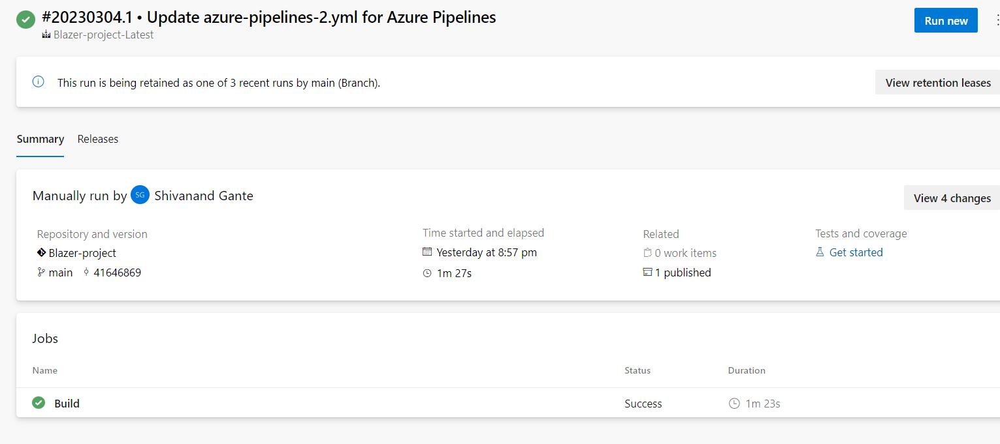 #20230304.1 • Update azure-pipelines-2.yml for Azure Pipelines
Run new
Blazer-project-Latest
This run is being retained as one of 3 recent runs by main (Branch).
View retention leases
Summary Releases
Manually run by SG Shivanand Gante
View 4 changes
Repository and version
Time started and elapsed
Related
Tests and coverage
Blazer-project
Yesterday at 8:57 pm
0 work items
Get started
main 41646869
1m 27s
1 published
Jobs
Name Status Duration
Build Success 1m 23s